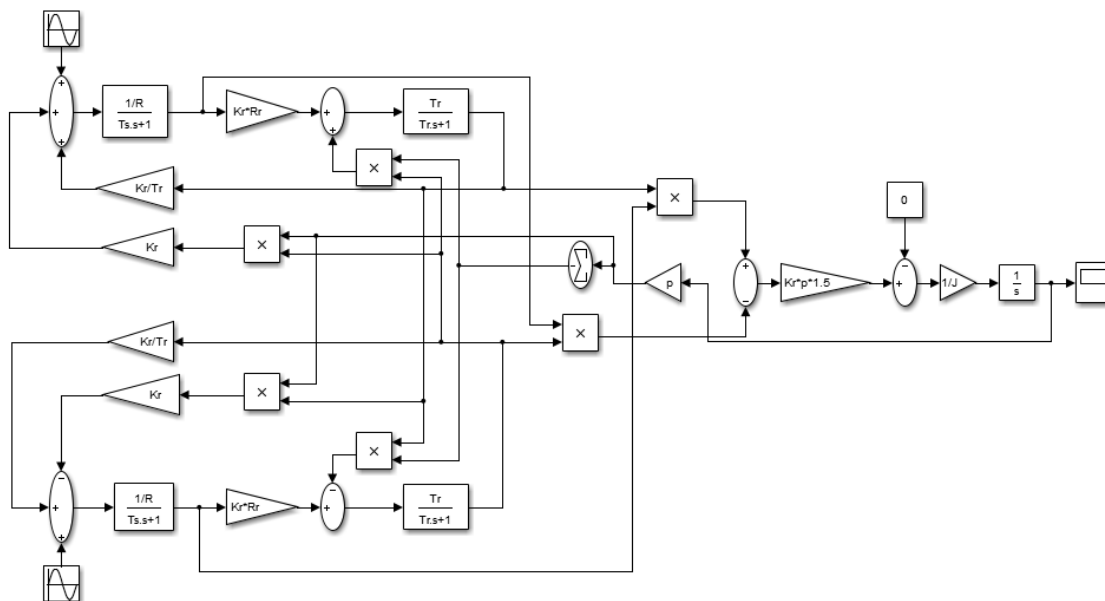 1/R
Ts.s+1
Kr*Rr
Tr
Tr.s+1
×
Kr/Tr
×
0
Kr
×
p
Kr*p*1.5
1/J
1
s
Kr/Tr
×
Kr
×
×
1/R
Ts.s+1
Kr*Rr
Tr
Tr.s+1